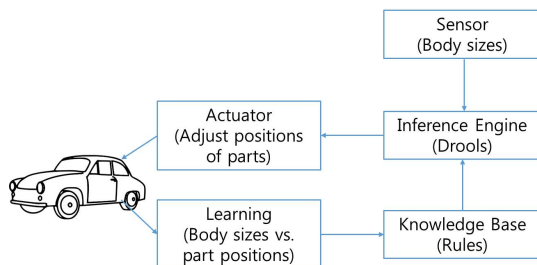 Sensor
(Body sizes)
Actuator
(Adjust positions
of parts)
Inference Engine
(Drools)
Learning
(Body sizes vs.
part positions)
Knowledge Base
(Rules)